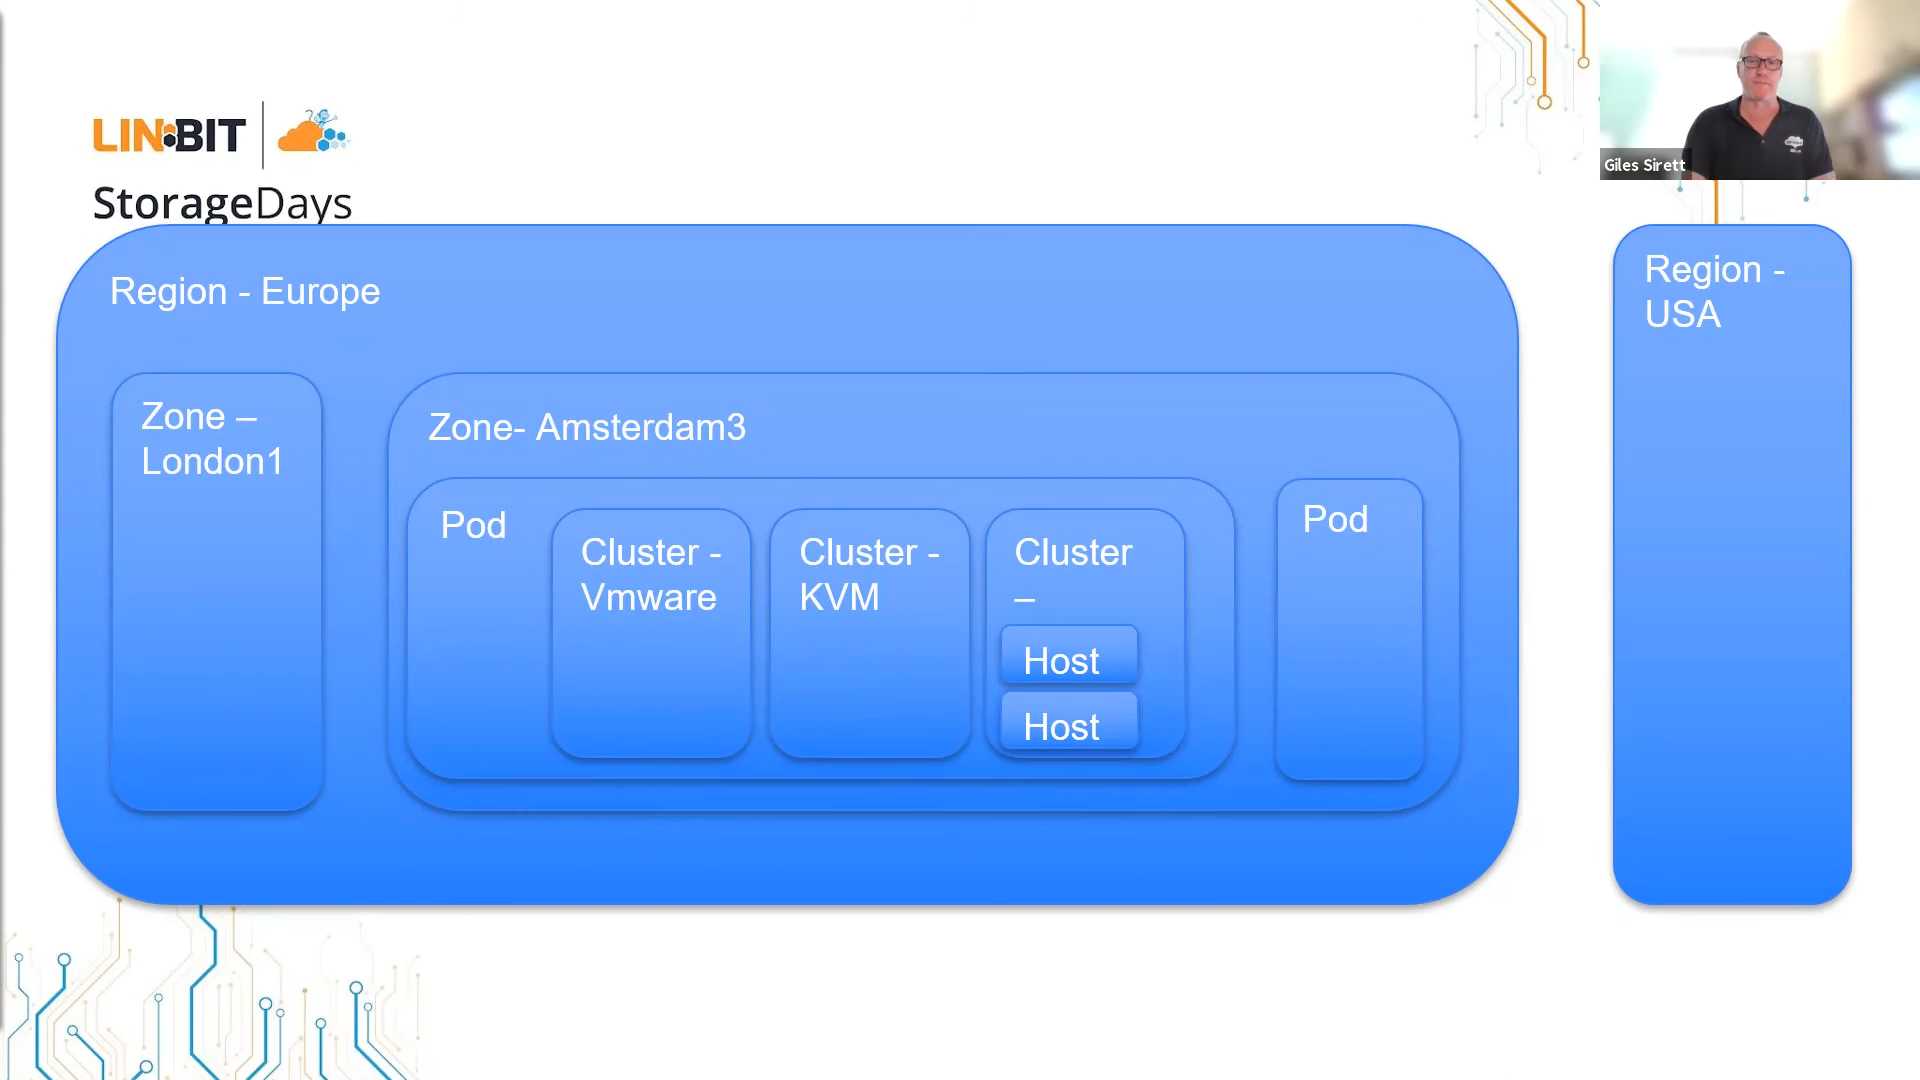 LINBIT
StorageDays
Giles Sirett
Region - Europe
Region -
USA
Zone –
London1
Zone- Amsterdam3
Pod
Cluster -
Vmware
Cluster -
KVM
Cluster
–
Host
Host
Pod